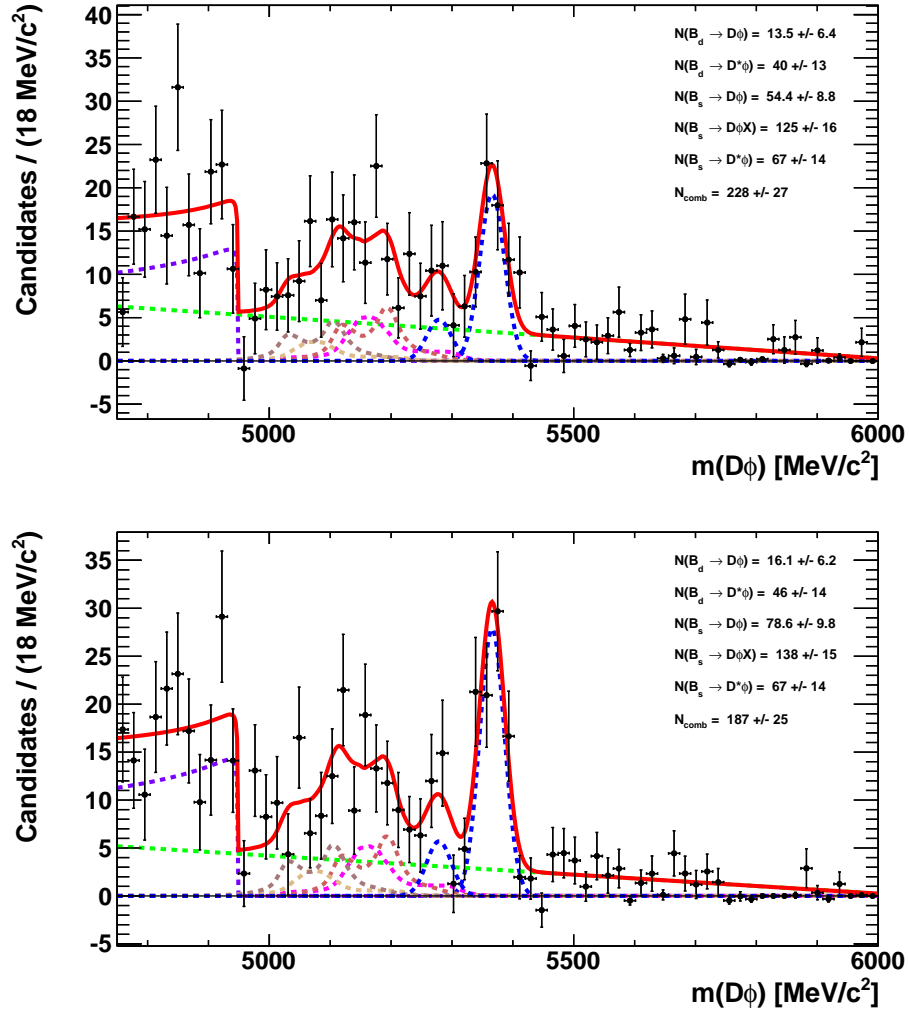 Candidates / (18 MeV/c²)
40
35
30
25
20
15
10
5
0
-5
N(B_d → Dϕ) = 13.5 +/- 6.4
N(B_d → D*ϕ) = 40 +/- 13
N(B_s → Dϕ) = 54.4 +/- 8.8
N(B_s → DϕX) = 125 +/- 16
N(B_s → D*ϕ) = 67 +/- 14
N_comb = 228 +/- 27
5000 5500 6000
m(Dϕ) [MeV/c²]
Candidates / (18 MeV/c²)
35
30
25
20
15
10
5
0
-5
N(B_d → Dϕ) = 16.1 +/- 6.2
N(B_d → D*ϕ) = 46 +/- 14
N(B_s → Dϕ) = 78.6 +/- 9.8
N(B_s → DϕX) = 138 +/- 15
N(B_s → D*ϕ) = 67 +/- 14
N_comb = 187 +/- 25
5000 5500 6000
m(Dϕ) [MeV/c²]